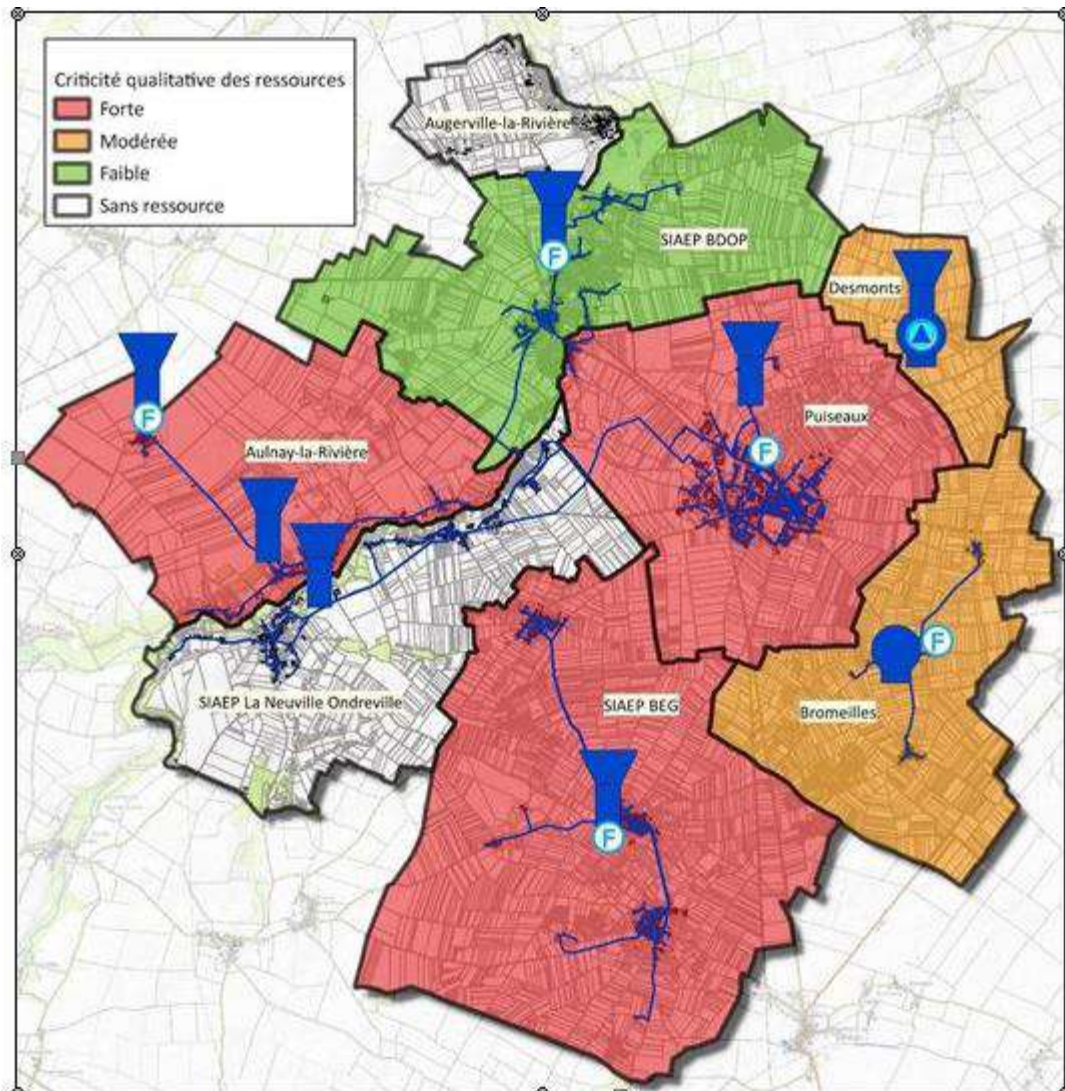 Criticité qualitative des ressources
Forte
Modérée
Faible
Sans ressource
Augerville-la-Rivière
SIAEP BDOP
Desmonts
F
F
Puiseaux
Aulnay-la-Rivière
F
F
SIAEP La Neuville Ondreville
SIAEP BEG
Bromeilles
F